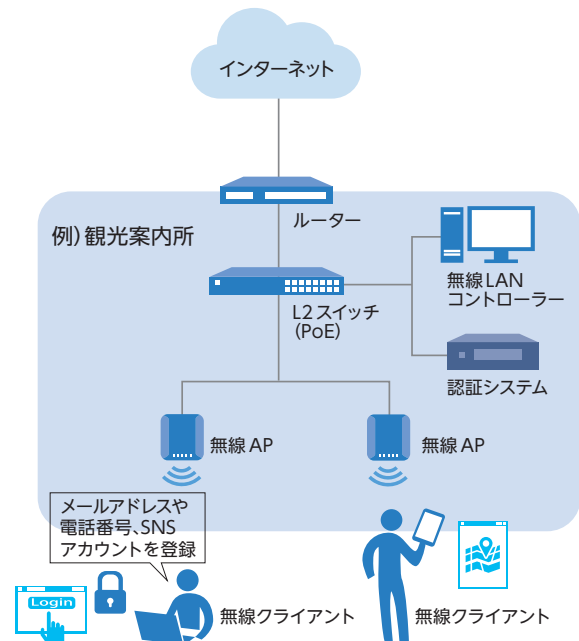 インターネット
ルーター
例）観光案内所
無線LAN
コントローラー
L2スイッチ
（PoE）
認証システム
無線AP
無線AP
メールアドレスや
電話番号、SNS
アカウントを登録
Login
無線クライアント
無線クライアント